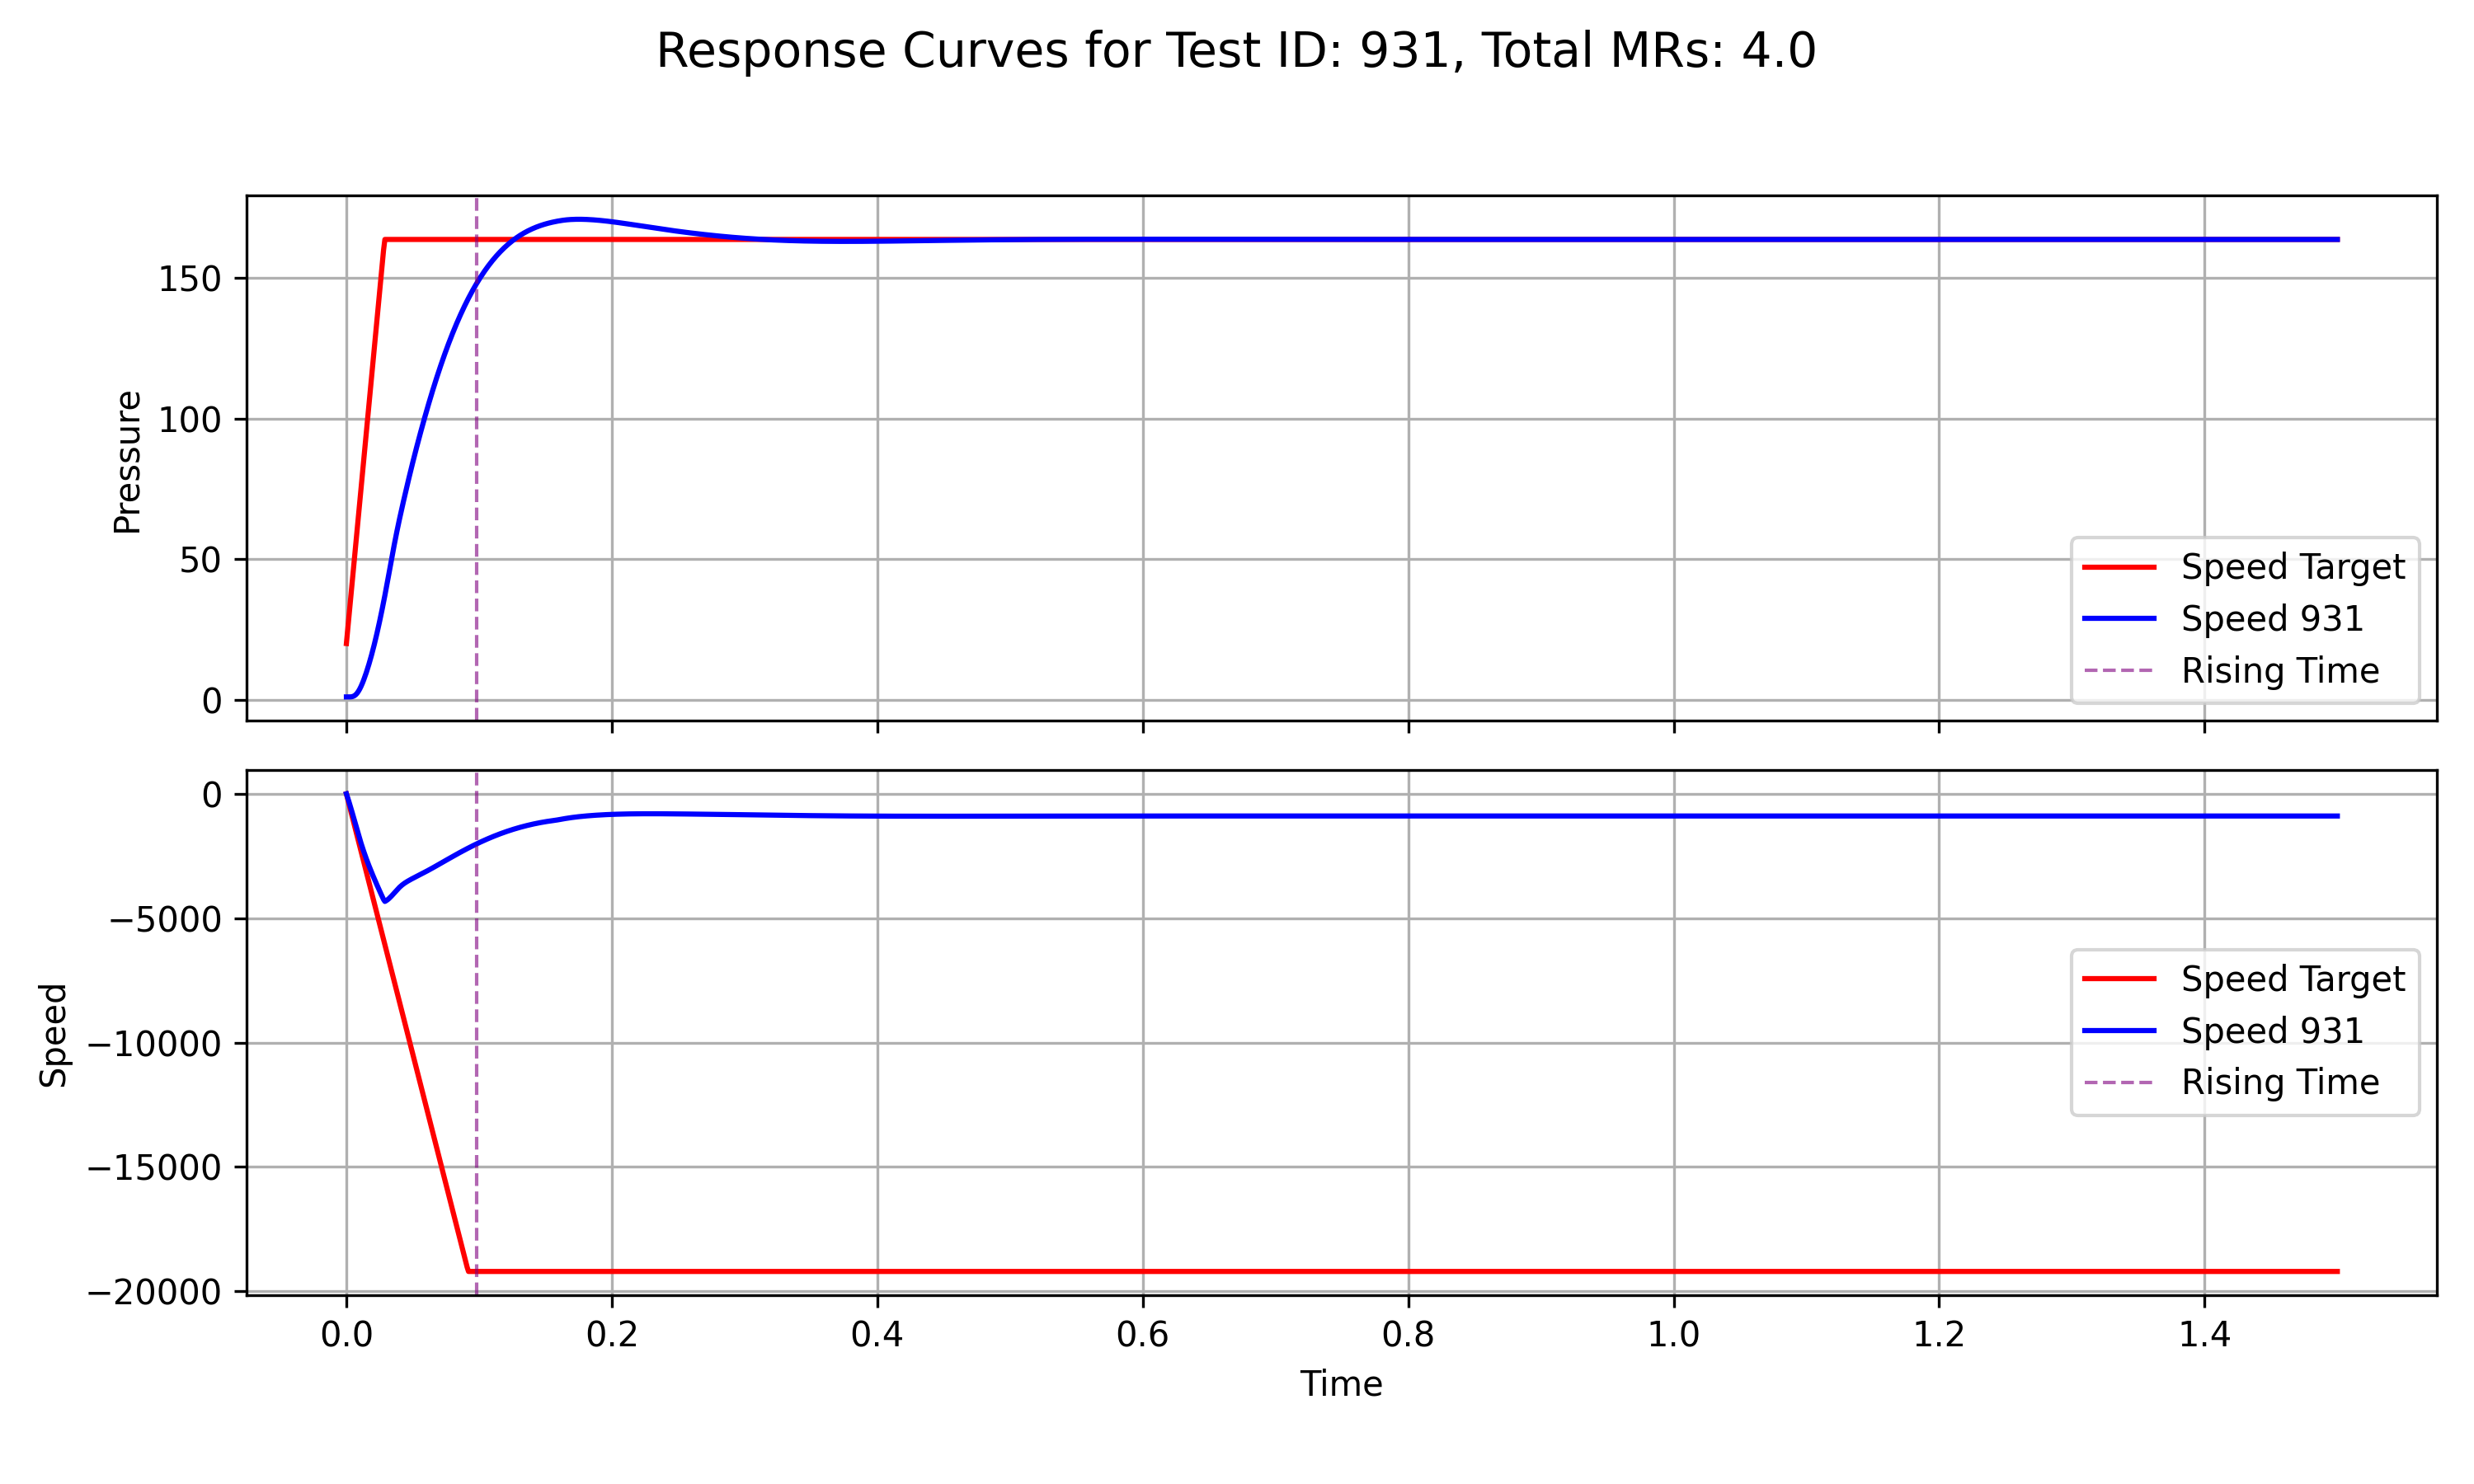 Response Curves for Test ID: 931, Total MRs: 4.0
Pressure
150
100
50
0
Speed Target
Speed 931
Rising Time
Speed
0
−5000
−10000
−15000
−20000
Speed Target
Speed 931
Rising Time
0.0 0.2 0.4 0.6 0.8 1.0 1.2 1.4
Time